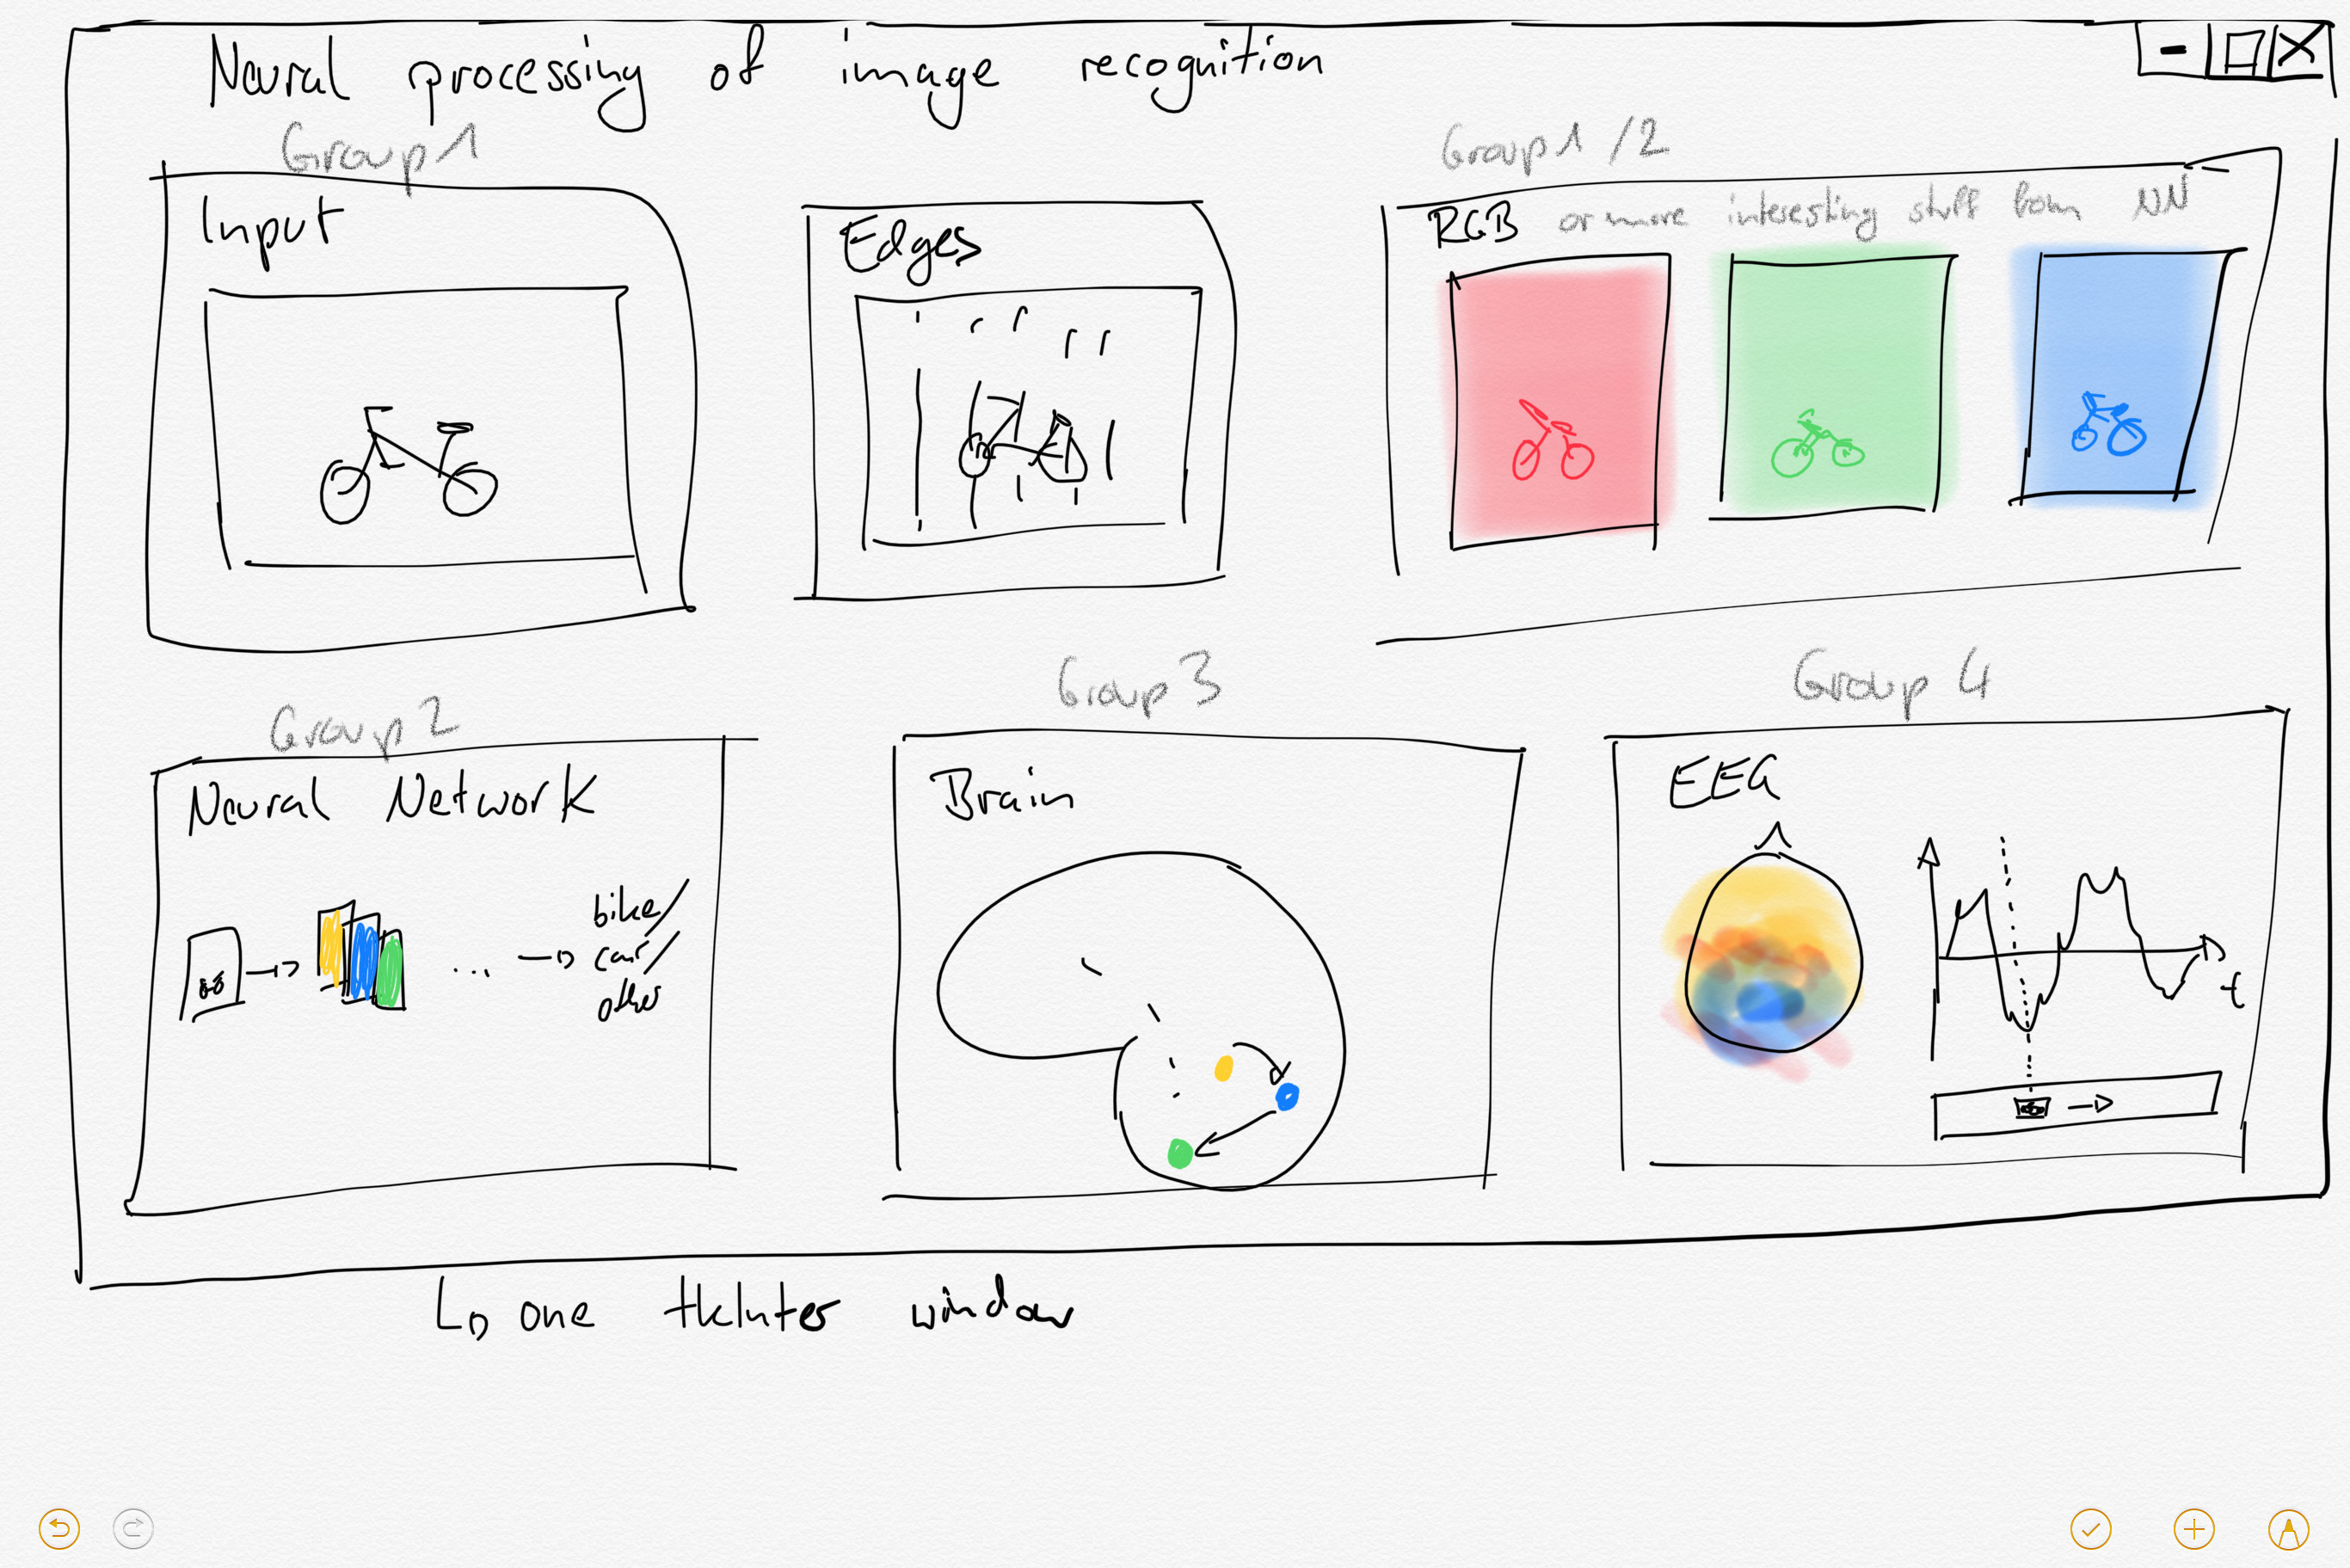 Neural processing of image recognition
Group 1
Group 1 / 2
Input
Edges
RGB or more interesting stuff from NN
Group 2
Group 3
Group 4
Neural Network
Brain
EEG
bike/
car/
other
...
t
one tkInter window